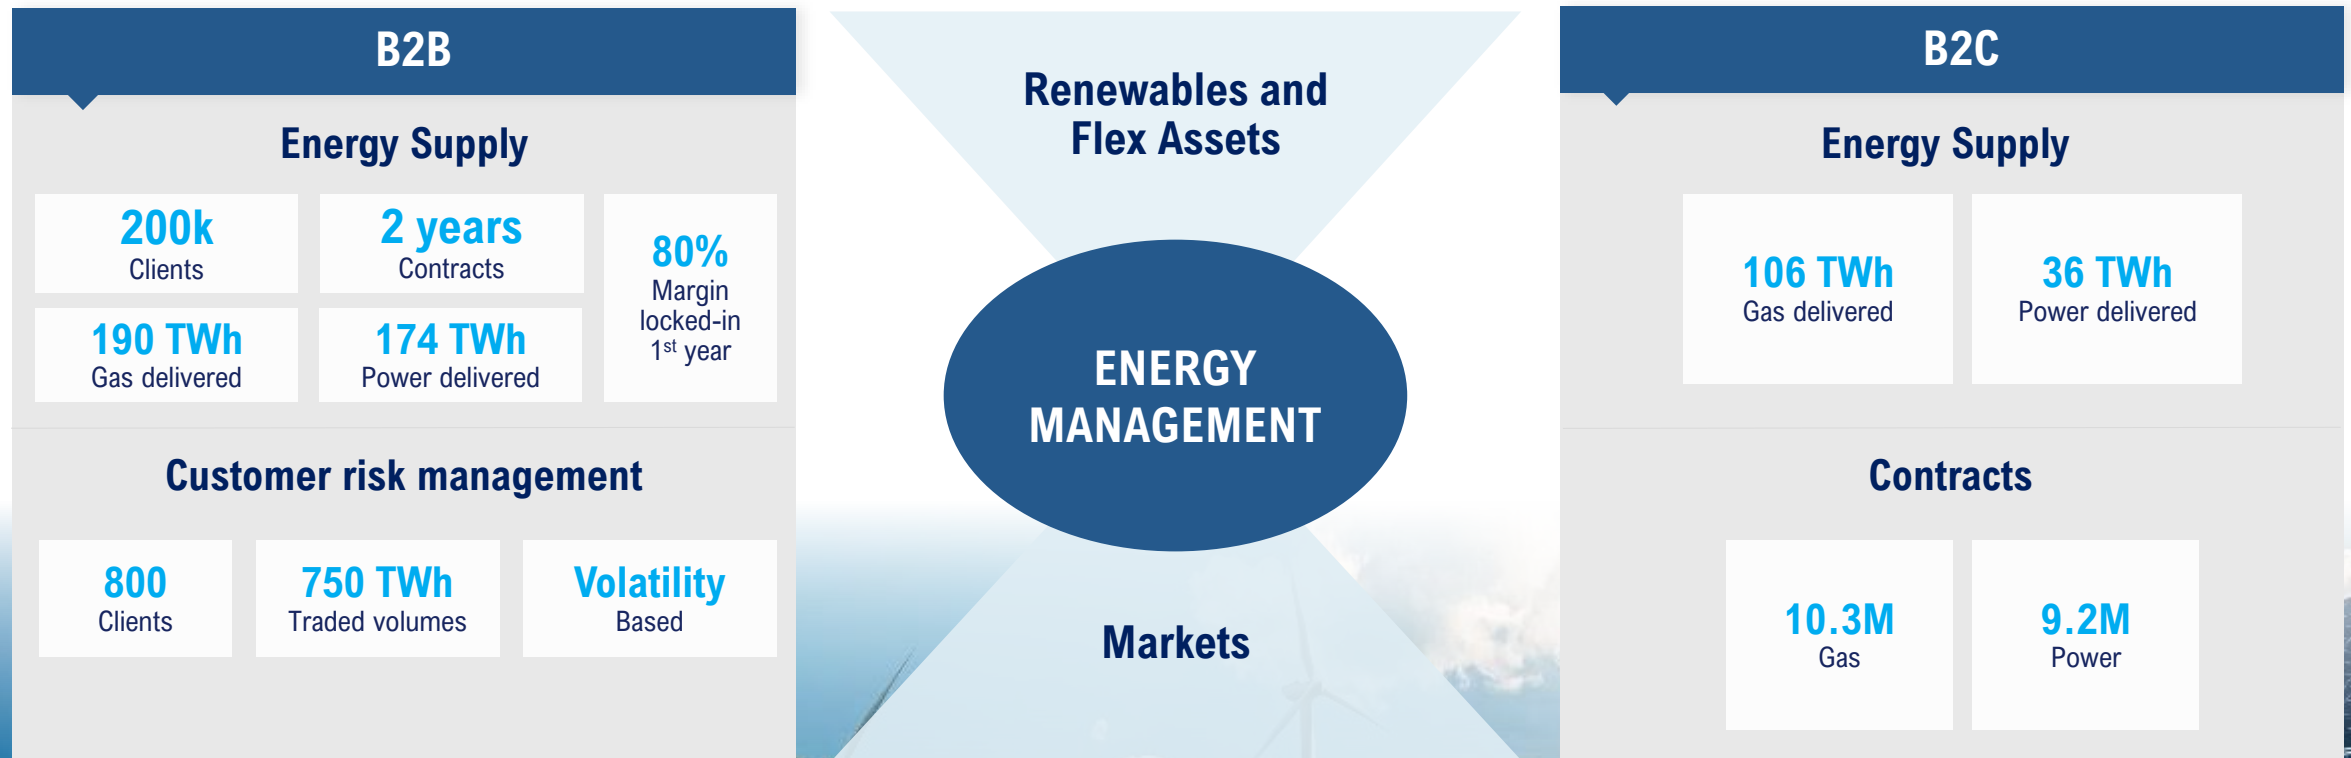 B2B
Energy Supply
200k
Clients
2 years
Contracts
80%
Margin
locked-in
1st year
190 TWh
Gas delivered
174 TWh
Power delivered
Customer risk management
800
Clients
750 TWh
Traded volumes
Volatility
Based
Renewables and
Flex Assets
ENERGY
MANAGEMENT
Markets
B2C
Energy Supply
106 TWh
Gas delivered
36 TWh
Power delivered
Contracts
10.3M
Gas
9.2M
Power